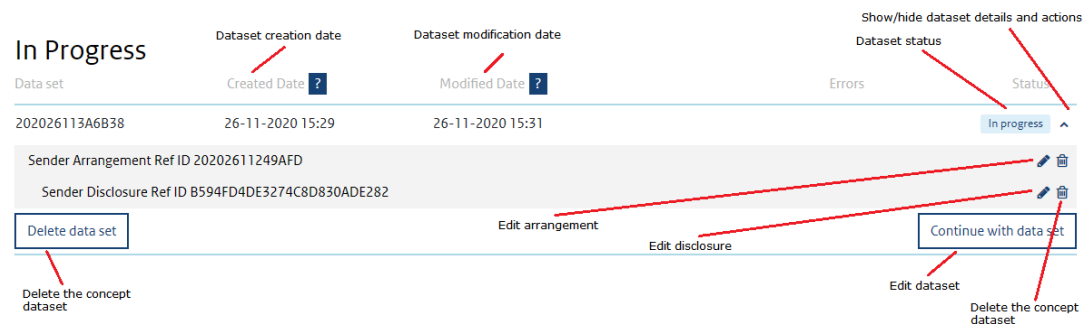 Show/hide dataset details and actions
Dataset creation date
Dataset modification date
Dataset status
In Progress
Data set Created Date ? Modified Date ? Errors Status
202026113A6B38 26-11-2020 15:29 26-11-2020 15:31 In progress
Sender Arrangement Ref ID 20202611249AFD
Sender Disclosure Ref ID B594FD4DE3274C8D830ADE282
Edit arrangement
Delete data set
Continue with data set
Edit disclosure
Edit dataset
Delete the concept
dataset
Delete the concept
dataset